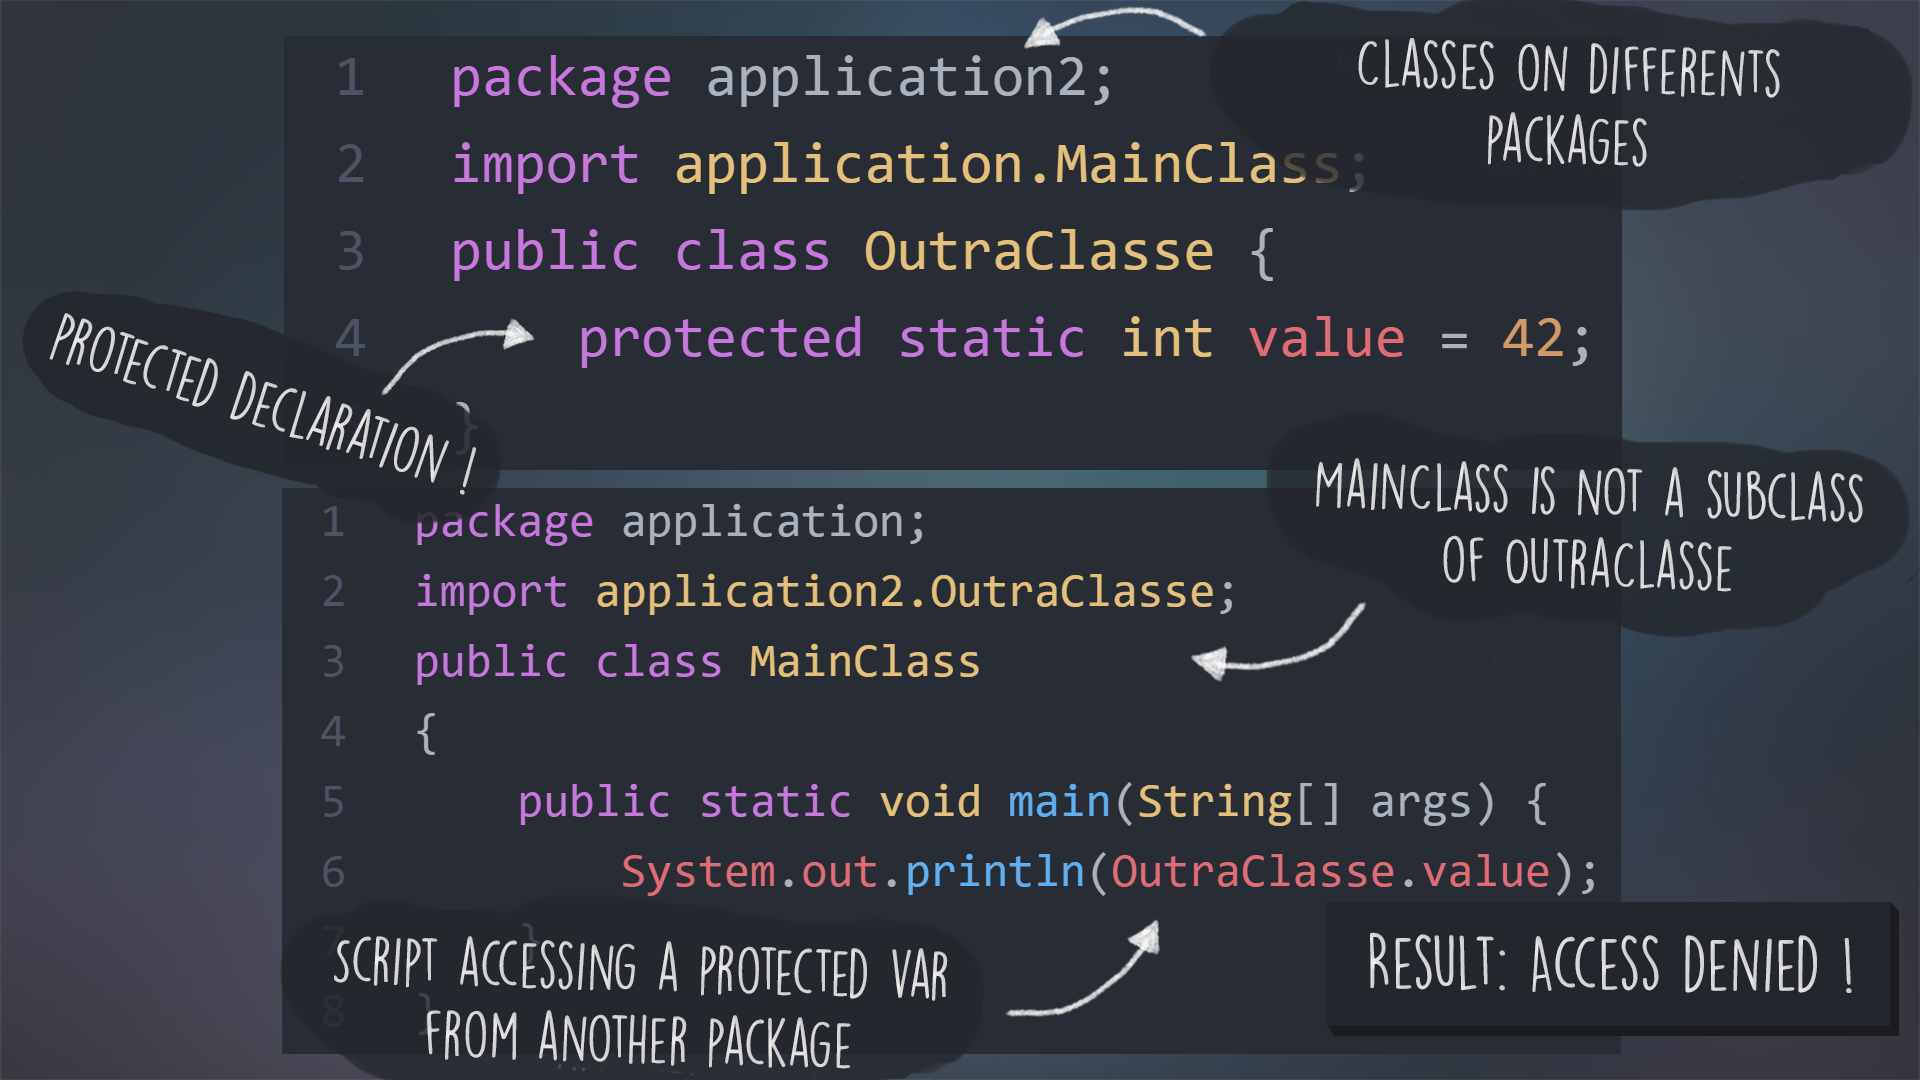 CLASSES ON DIFFERENTS
PACKAGES
1 package application2;
2 import application.MainClass;
3 public class OutraClasse {
4 protected static int value = 42;
}
PROTECTED DECLARATION !
1 package application;
2 import application2.OutraClasse;
3 public class MainClass
4 {
5 public static void main(String[] args) {
6 System.out.println(OutraClasse.value);
7 }
8 }
MAINCLASS IS NOT A SUBCLASS
OF OUTRACLASSE
SCRIPT ACCESSING A PROTECTED VAR
FROM ANOTHER PACKAGE
RESULT: ACCESS DENIED !